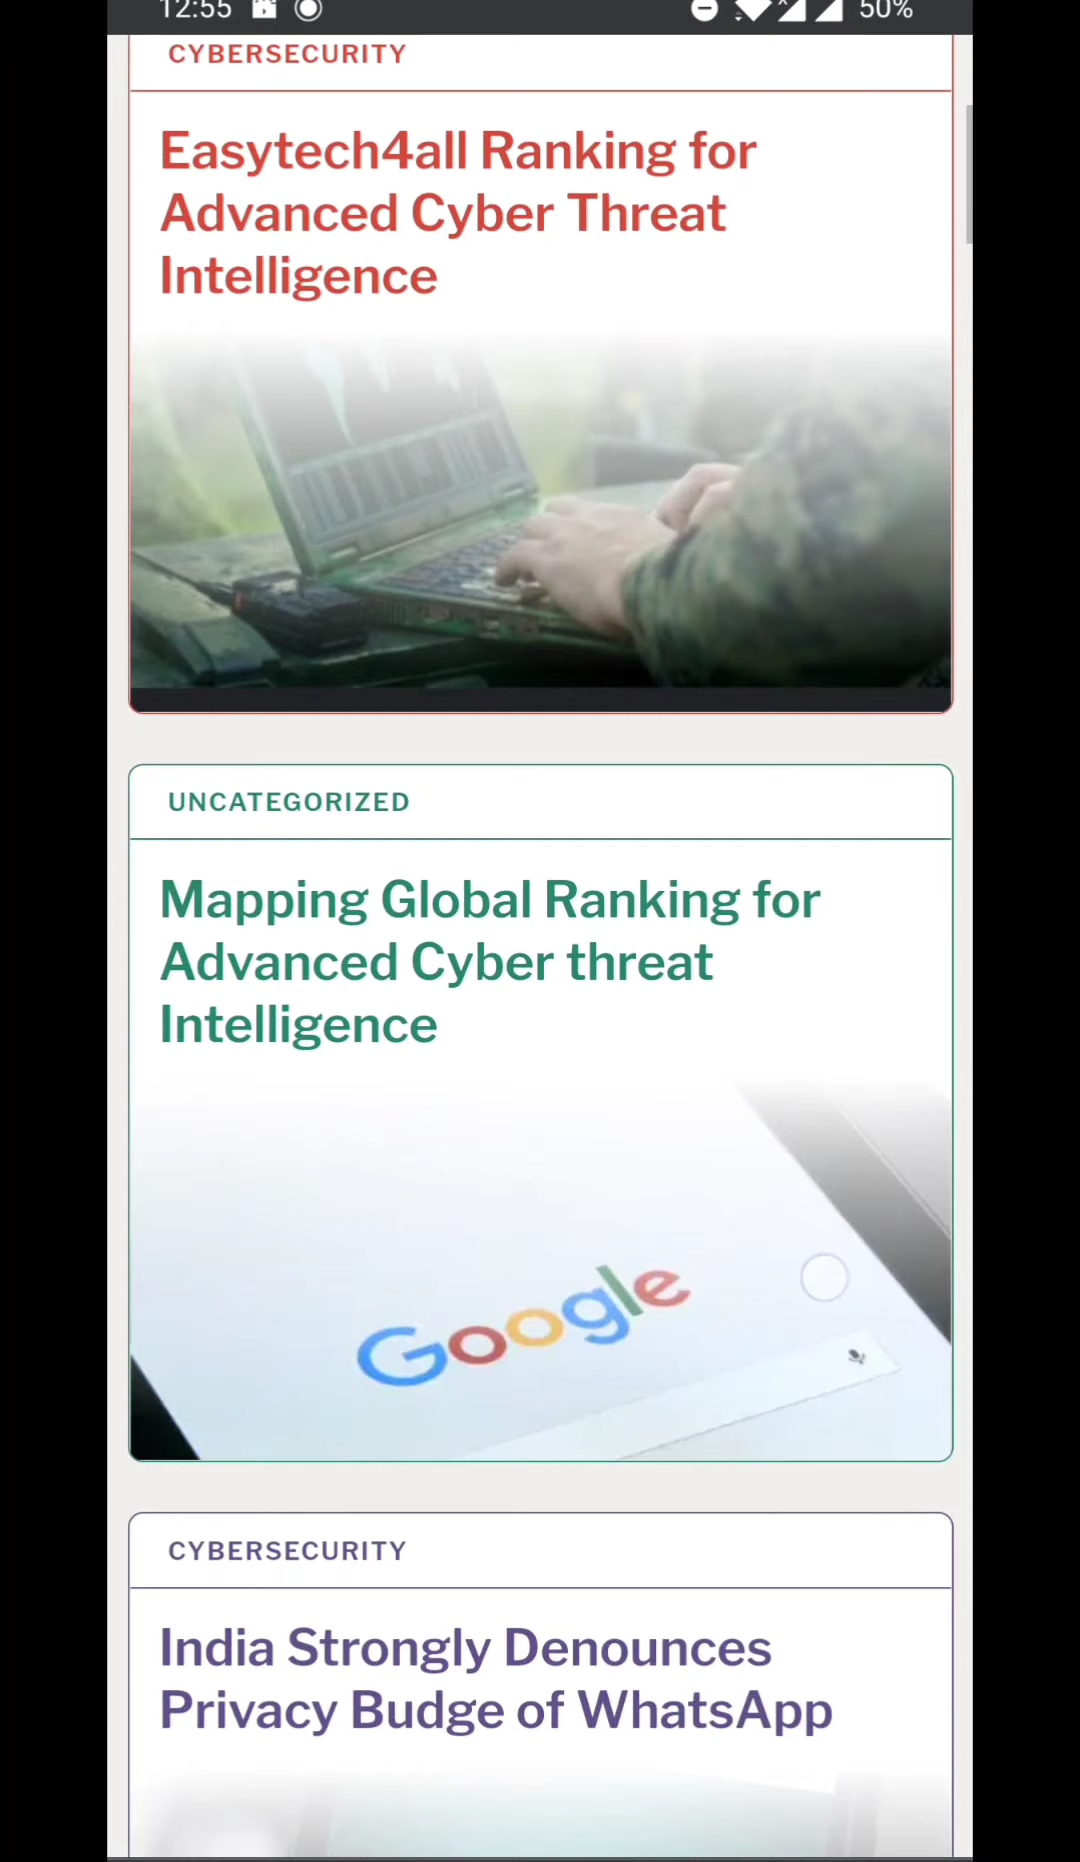 12:55 50%
CYBERSECURITY
Easytech4all Ranking for
Advanced Cyber Threat
Intelligence
UNCATEGORIZED
Mapping Global Ranking for
Advanced Cyber threat
Intelligence
Google
CYBERSECURITY
India Strongly Denounces
Privacy Budge of WhatsApp